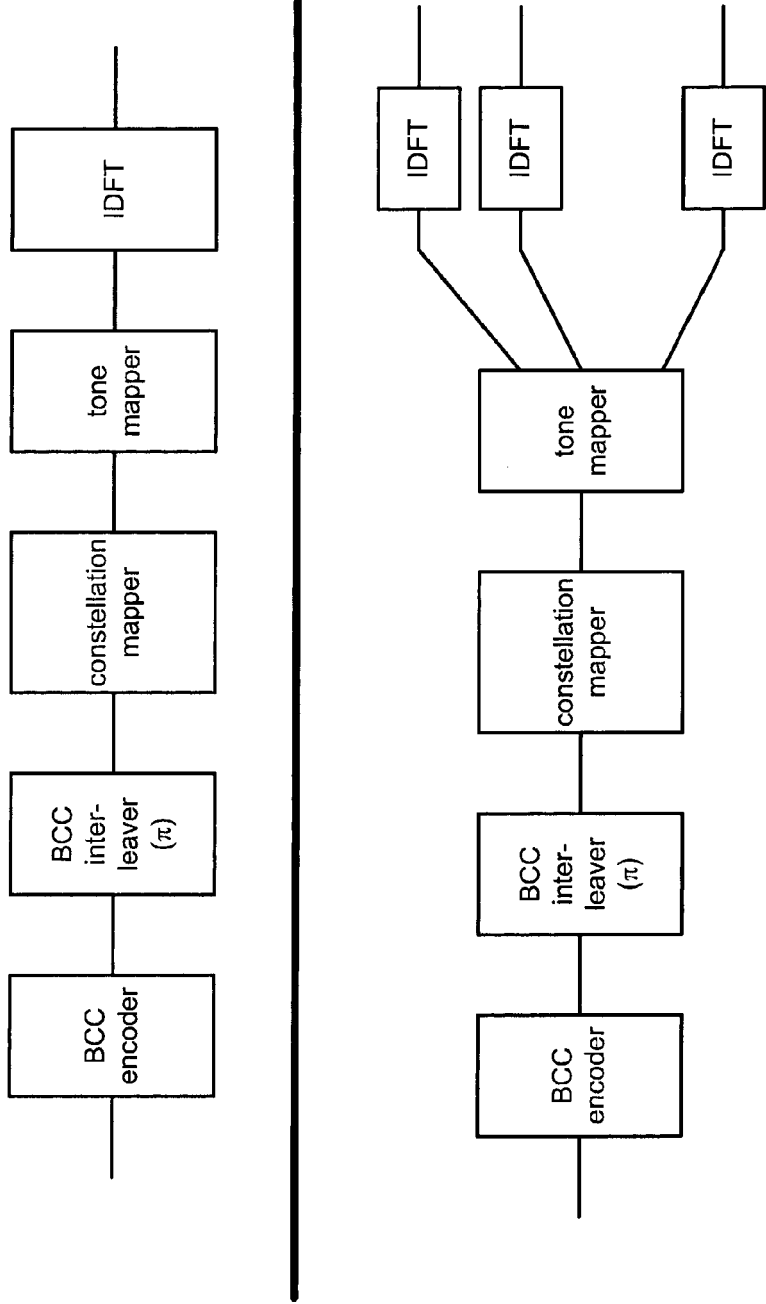 BCC
encoder
BCC
inter-
leaver
(π)
constellation
mapper
tone
mapper
IDFT
BCC
encoder
BCC
inter-
leaver
(π)
constellation
mapper
tone
mapper
IDFT
IDFT
IDFT